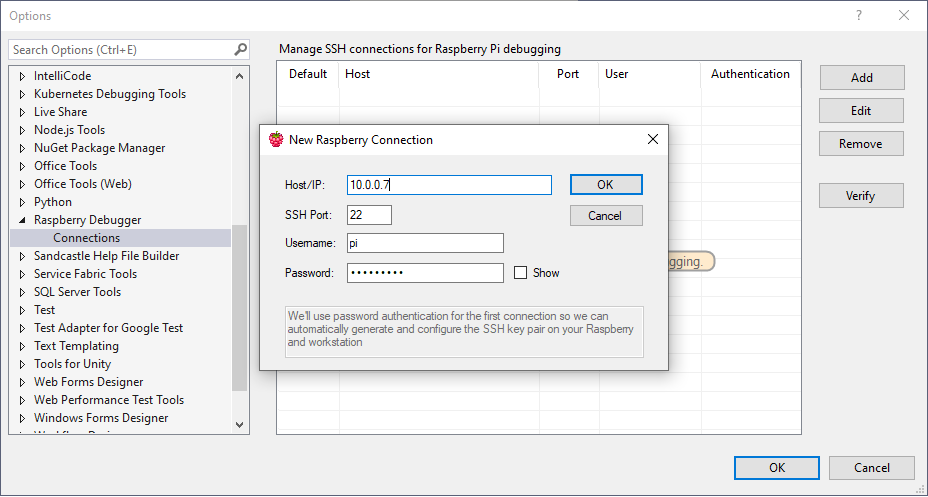 Options
Search Options (Ctrl+E)
IntelliCode
Kubernetes Debugging Tools
Live Share
Node.js Tools
NuGet Package Manager
Office Tools
Office Tools (Web)
Python
Raspberry Debugger
Connections
Sandcastle Help File Builder
Service Fabric Tools
SQL Server Tools
Test
Test Adapter for Google Test
Text Templating
Tools for Unity
Web Forms Designer
Web Performance Test Tools
Windows Forms Designer
Manage SSH connections for Raspberry Pi debugging
Default Host Port User Authentication
Add
Edit
Remove
Verify
New Raspberry Connection
Host/IP: 10.0.0.7 OK
SSH Port: 22 Cancel
Username: pi
Password: ••••••••• Show
We'll use password authentication for the first connection so we can
automatically generate and configure the SSH key pair on your Raspberry
and workstation
gging.
OK Cancel